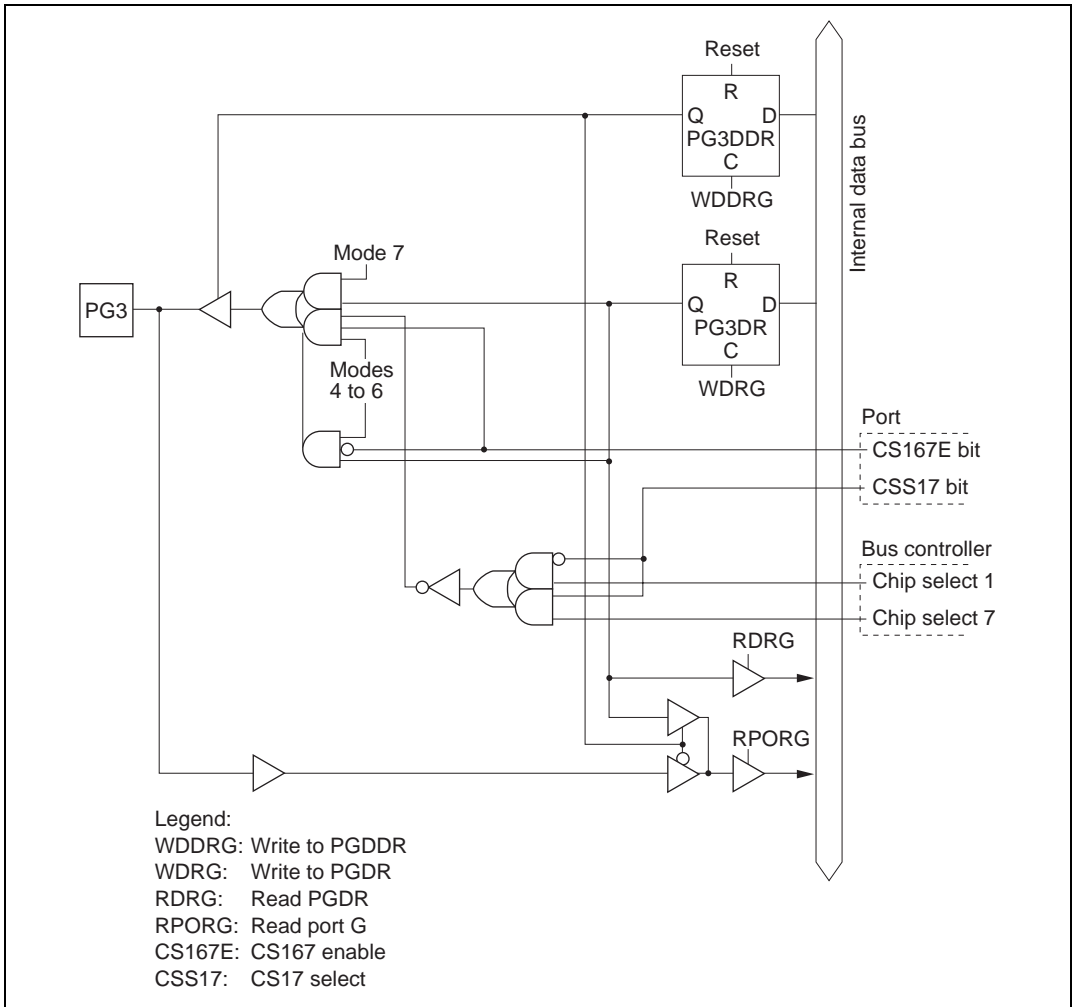 Reset
R
Q D
PG3DDR
C
WDDRG
Internal data bus
Reset
Mode 7
R
Q D
PG3
PG3DR
C
Modes
4 to 6
WDRG
Port
CS167E bit
CSS17 bit
Bus controller
Chip select 1
Chip select 7
RDRG
RPORG
Legend:
WDDRG: Write to PGDDR
WDRG: Write to PGDR
RDRG: Read PGDR
RPORG: Read port G
CS167E: CS167 enable
CSS17: CS17 select